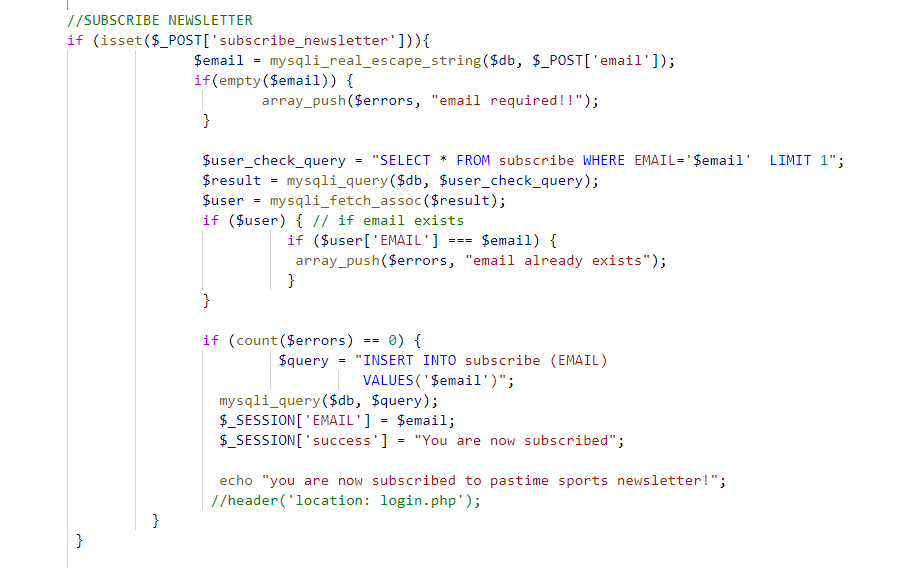 //SUBSCRIBE NEWSLETTER
if (isset($_POST['subscribe_newsletter'])){
$email = mysqli_real_escape_string($db, $_POST['email']);
if(empty($email)) {
array_push($errors, "email required!!");
}
$user_check_query = "SELECT * FROM subscribe WHERE EMAIL='$email'  LIMIT 1";
$result = mysqli_query($db, $user_check_query);
$user = mysqli_fetch_assoc($result);
if ($user) { // if email exists
if ($user['EMAIL'] === $email) {
array_push($errors, "email already exists");
}
}
if (count($errors) == 0) {
$query = "INSERT INTO subscribe (EMAIL)
VALUES('$email')";
mysqli_query($db, $query);
$_SESSION['EMAIL'] = $email;
$_SESSION['success'] = "You are now subscribed";
echo "you are now subscribed to pastime sports newsletter!";
//header('location: login.php');
}
}